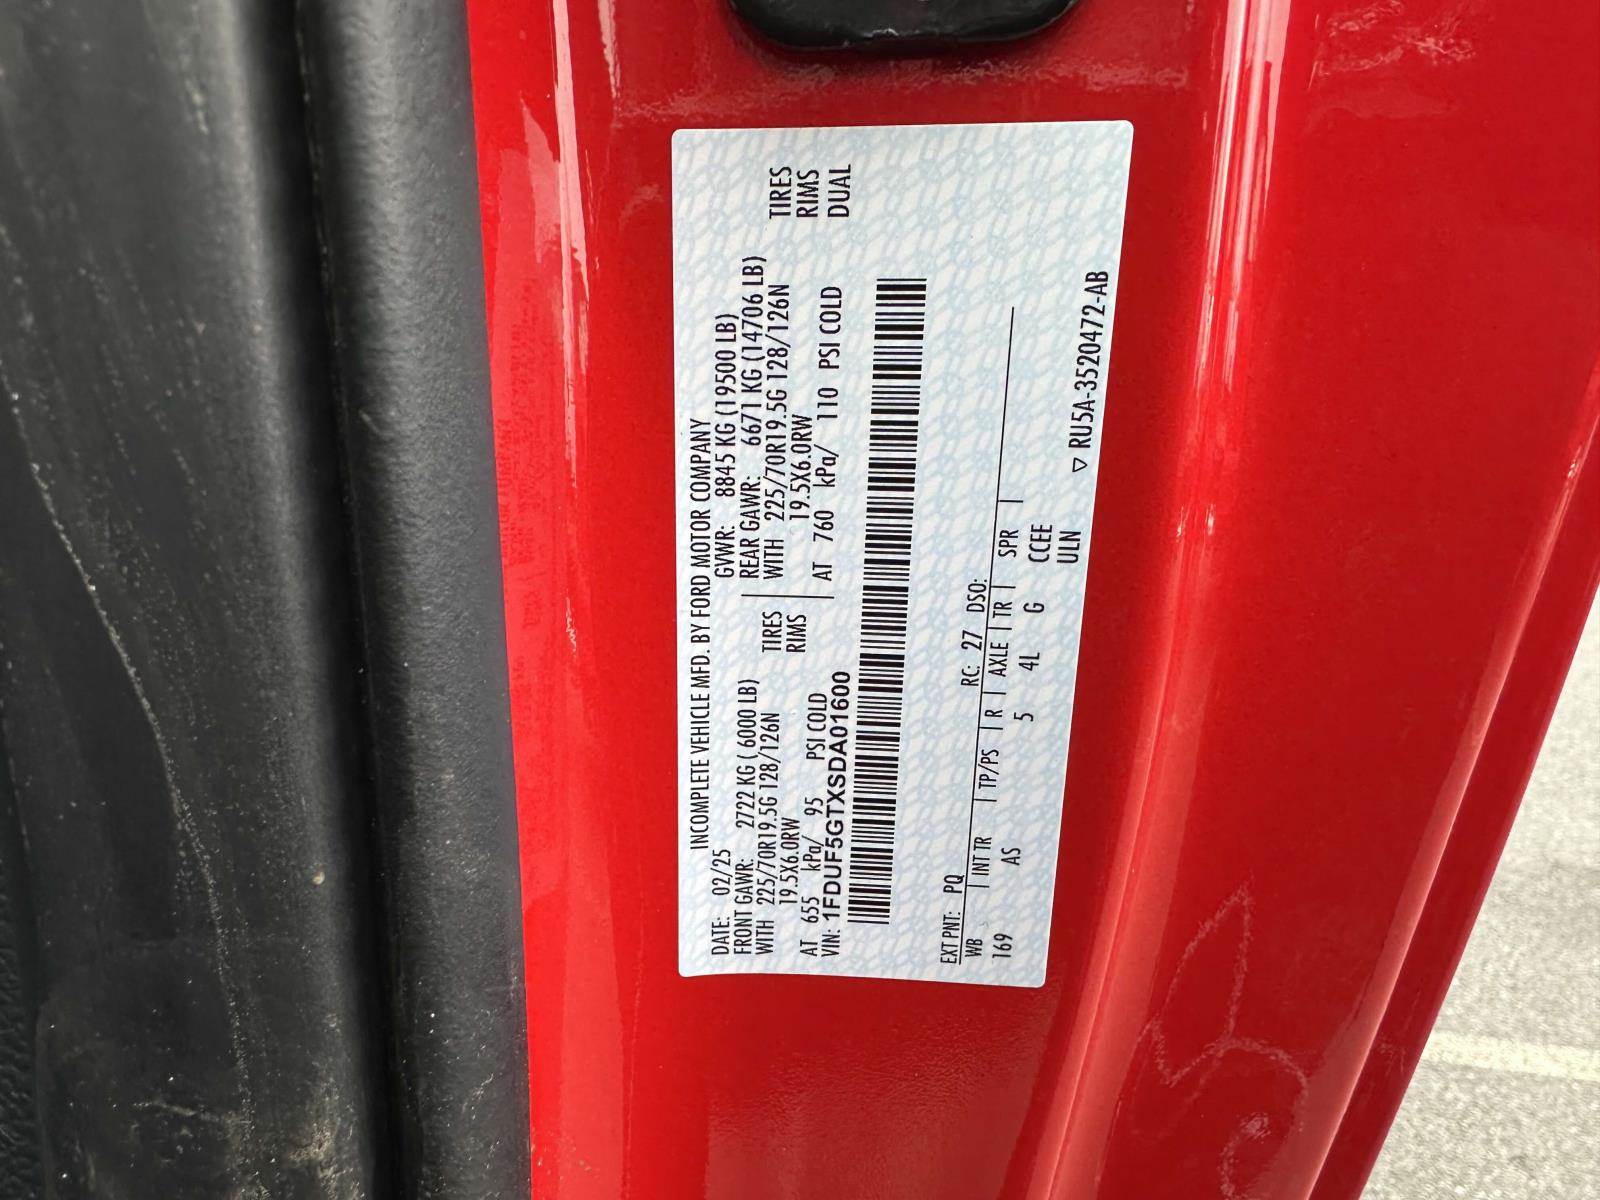 INCOMPLETE VEHICLE MFD. BY FORD MOTOR COMPANY
DATE: 02/25 GVWR: 8845 KG (19500 LB)
FRONT GAWR: 2722 KG ( 6000 LB) REAR GAWR: 6671 KG (14706 LB)
WITH 225/70R19.5G 128/126N TIRES WITH 225/70R19.5G 128/126N TIRES
19.5X6.0RW RIMS 19.5X6.0RW RIMS
AT 655 kPa/ 95 PSI COLD AT 760 kPa/ 110 PSI COLD DUAL
VIN: 1FDUF5GTXSDA01600
EXT PNT: PQ RC: 27 DSO:
WB | INT TR | TP/PS | R | AXLE | TR | SPR |
169 AS 5 4L G CCEE
ULN
▽ RU5A-3520472-AB